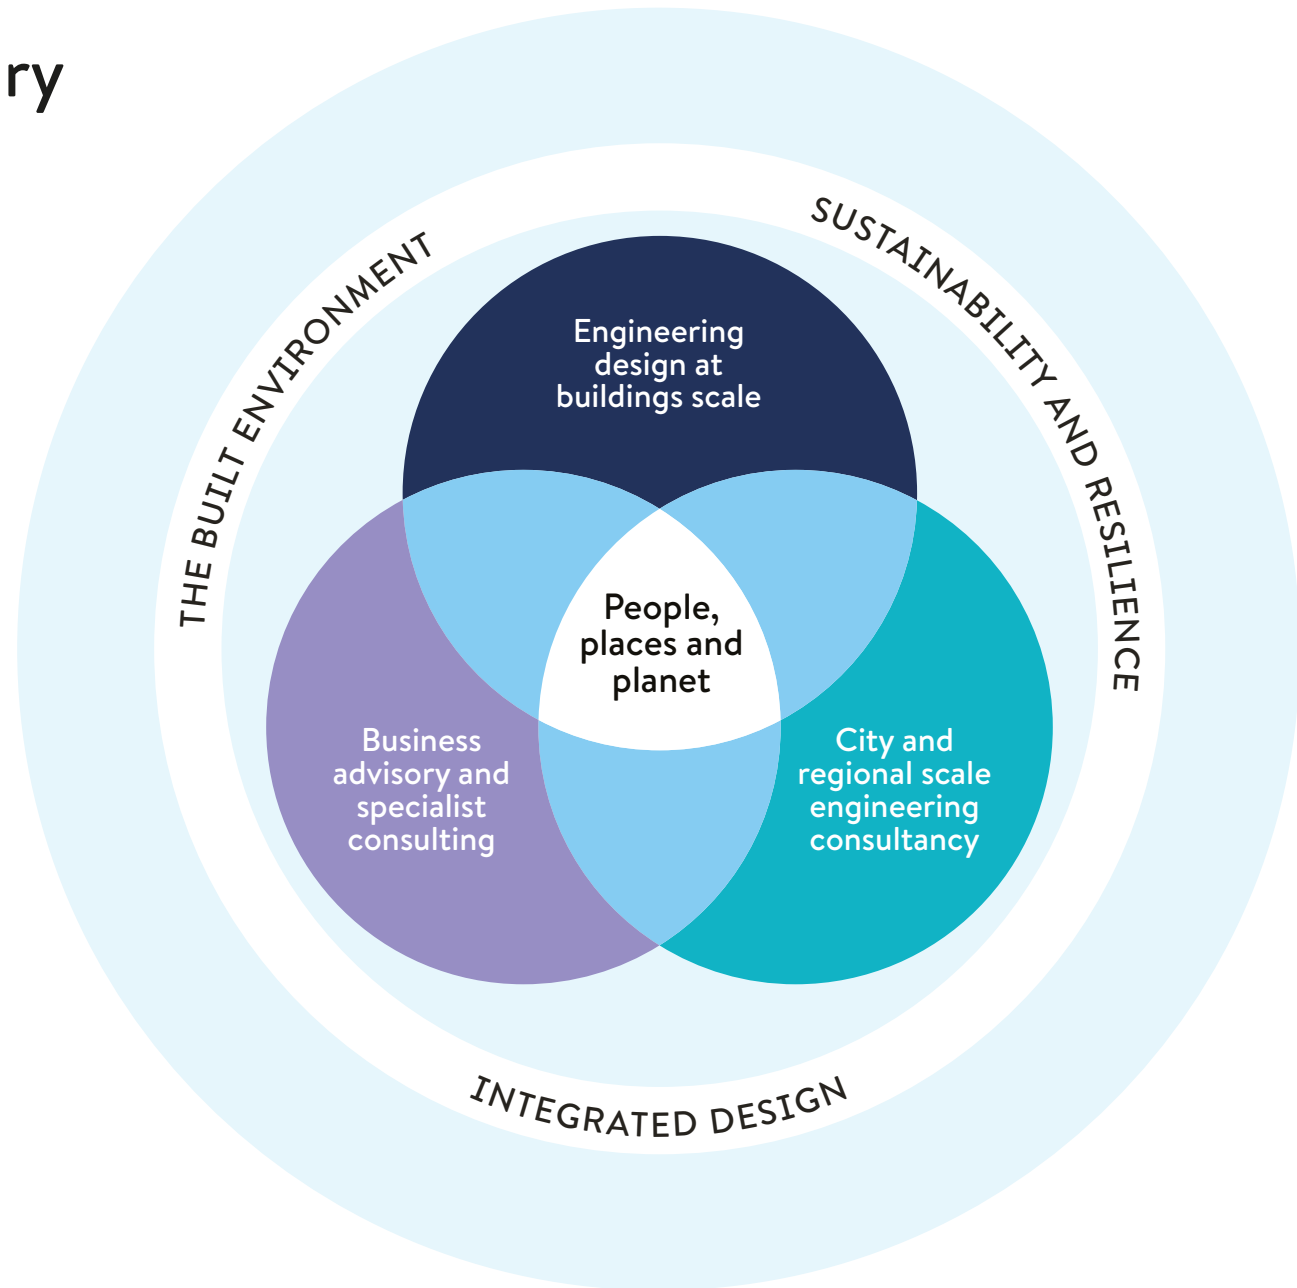 ry
THE BUILT ENVIRONMENT
SUSTAINABILITY AND RESILIENCE
Engineering
design at
buildings scale
People,
places and
planet
Business
advisory and
specialist
consulting
City and
regional scale
engineering
consultancy
INTEGRATED DESIGN